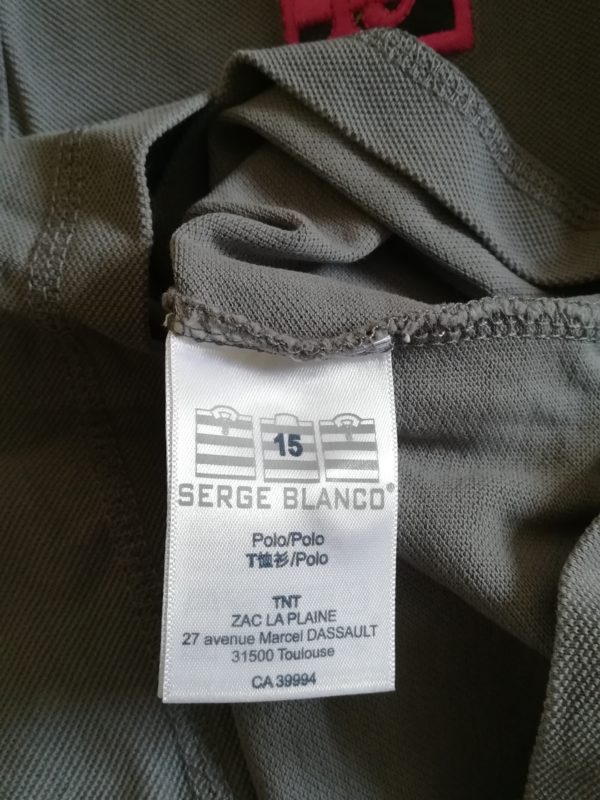 15
SERGE BLANCO®
Polo/Polo
T恤衫/Polo
TNT
ZAC LA PLAINE
27 avenue Marcel DASSAULT
31500 Toulouse
CA 39994